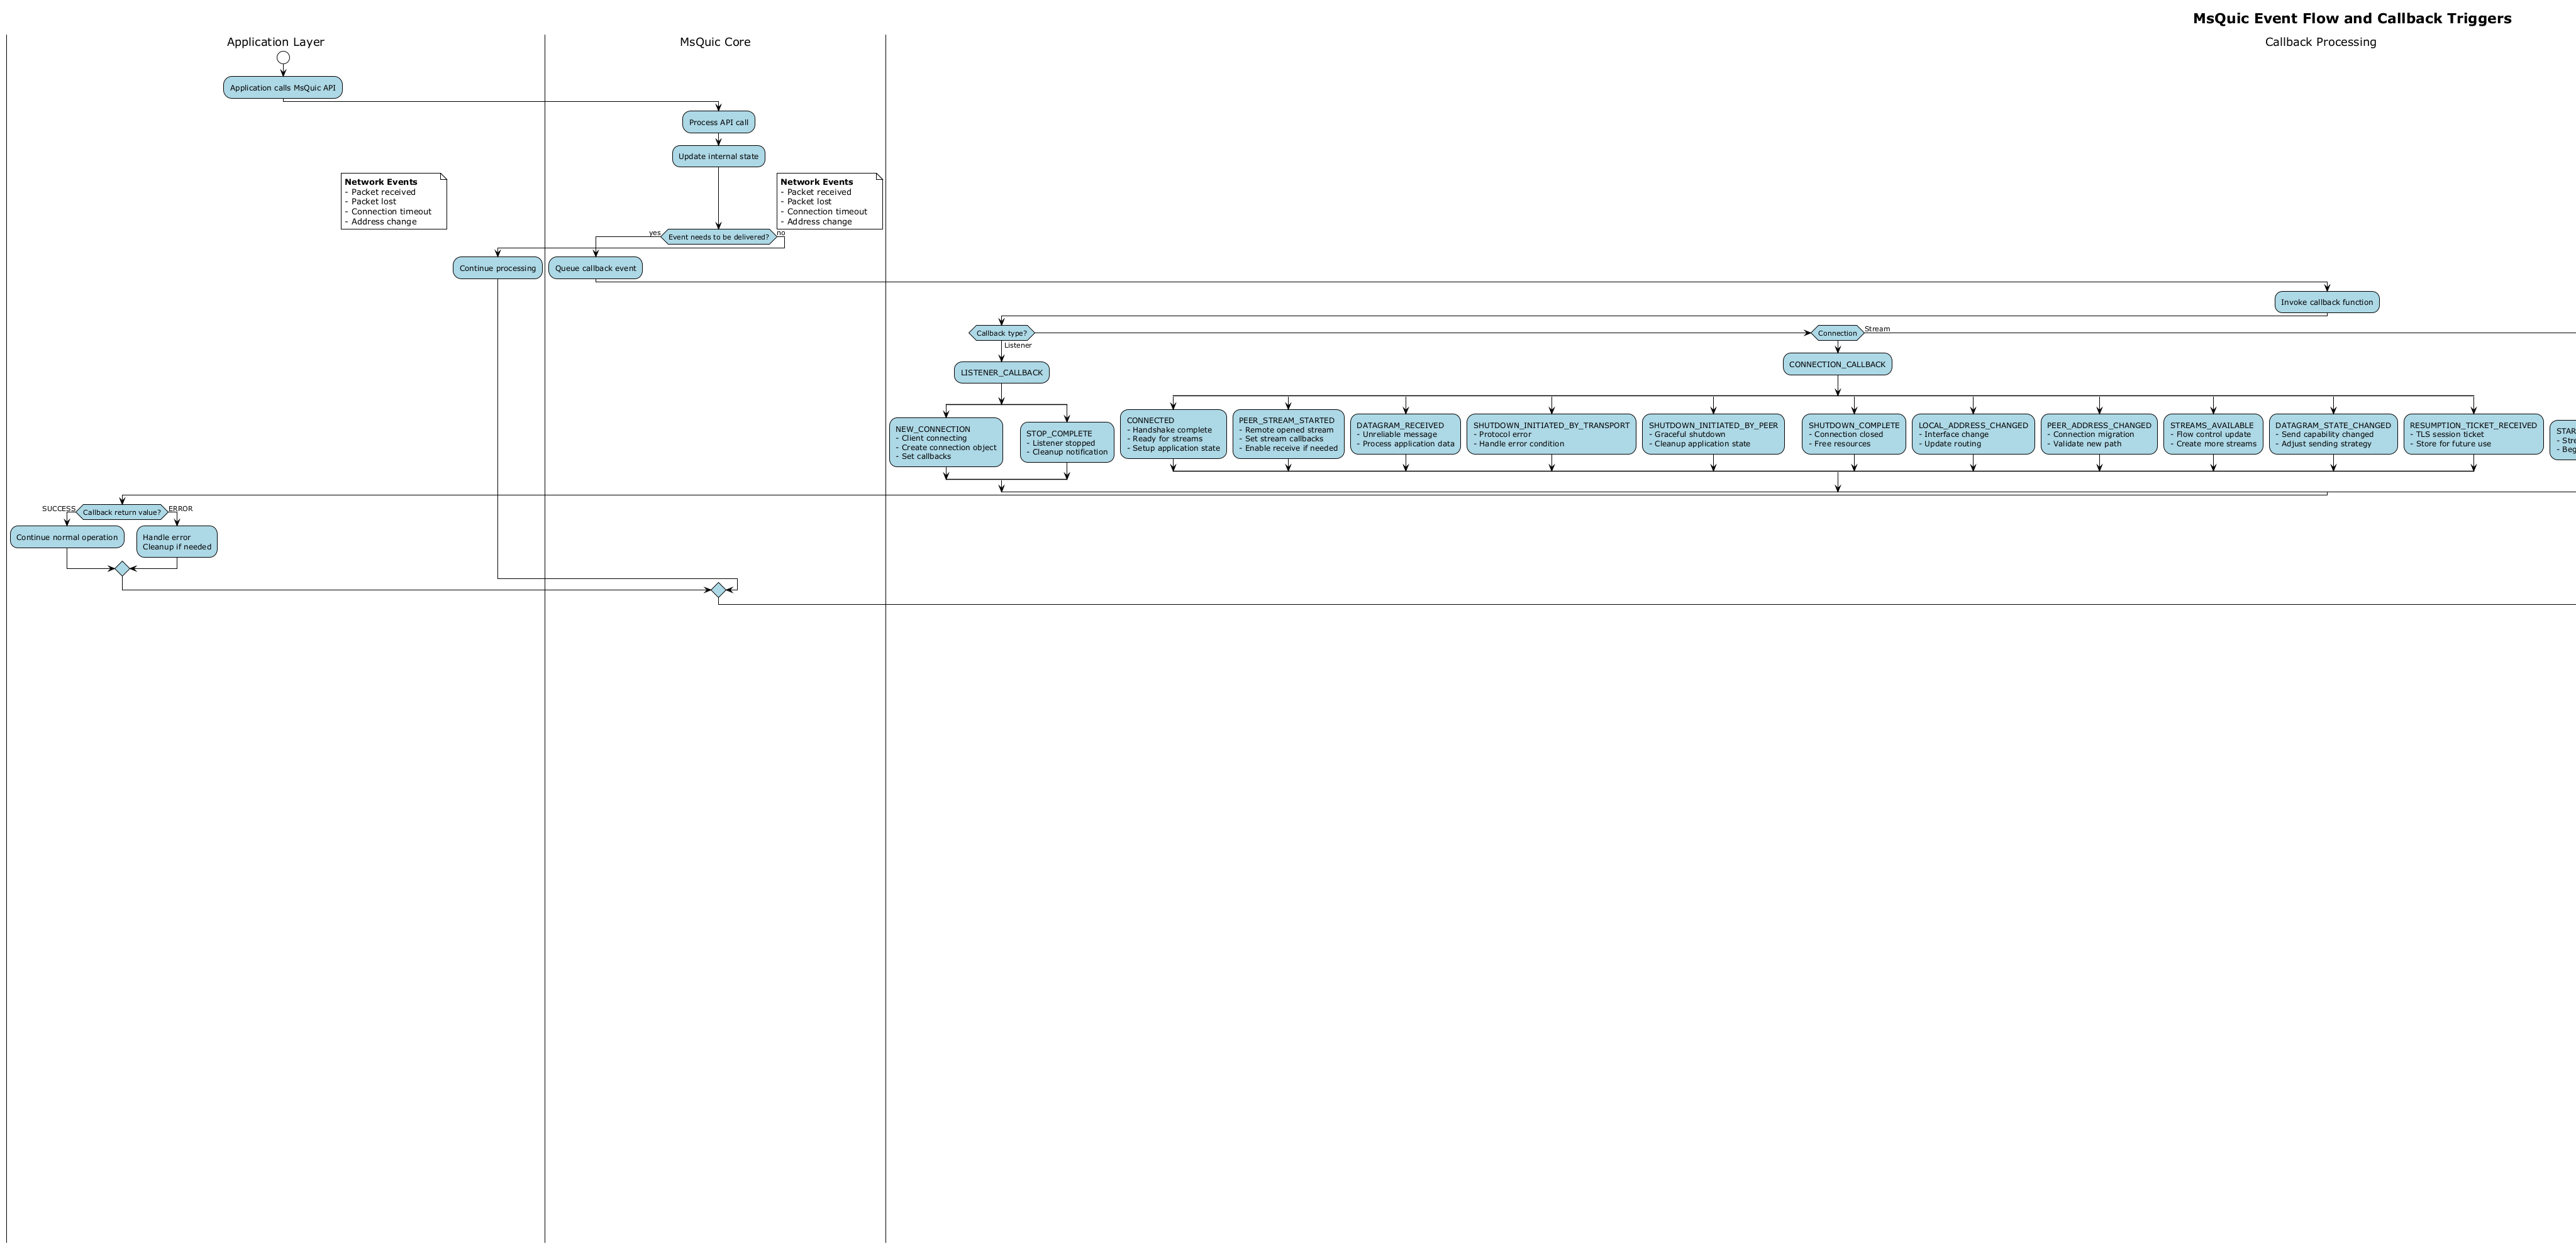 MsQuic Event Flow and Callback Triggers
Application Layer
MsQuic Core
Callback Processing
Application calls MsQuic API
Process API call
Update internal state
Network Events
- Packet received
- Packet lost
- Connection timeout
- Address change
Network Events
- Packet received
- Packet lost
- Connection timeout
- Address change
yes
Event needs to be delivered?
no
Continue processing
Queue callback event
Invoke callback function
Callback type?
Listener
Connection
Stream
LISTENER_CALLBACK
CONNECTION_CALLBACK
NEW_CONNECTION
- Client connecting
- Create connection object
- Set callbacks
STOP_COMPLETE
- Listener stopped
- Cleanup notification
CONNECTED
- Handshake complete
- Ready for streams
- Setup application state
PEER_STREAM_STARTED
- Remote opened stream
- Set stream callbacks
- Enable receive if needed
DATAGRAM_RECEIVED
- Unreliable message
- Process application data
SHUTDOWN_INITIATED_BY_TRANSPORT
- Protocol error
- Handle error condition
SHUTDOWN_INITIATED_BY_PEER
- Graceful shutdown
- Cleanup application state
SHUTDOWN_COMPLETE
- Connection closed
- Free resources
LOCAL_ADDRESS_CHANGED
- Interface change
- Update routing
PEER_ADDRESS_CHANGED
- Connection migration
- Validate new path
STREAMS_AVAILABLE
- Flow control update
- Create more streams
DATAGRAM_STATE_CHANGED
- Send capability changed
- Adjust sending strategy
RESUMPTION_TICKET_RECEIVED
- TLS session ticket
- Store for future use
SUCCESS
Callback return value?
ERROR
Continue normal operation
Handle error
Cleanup if needed